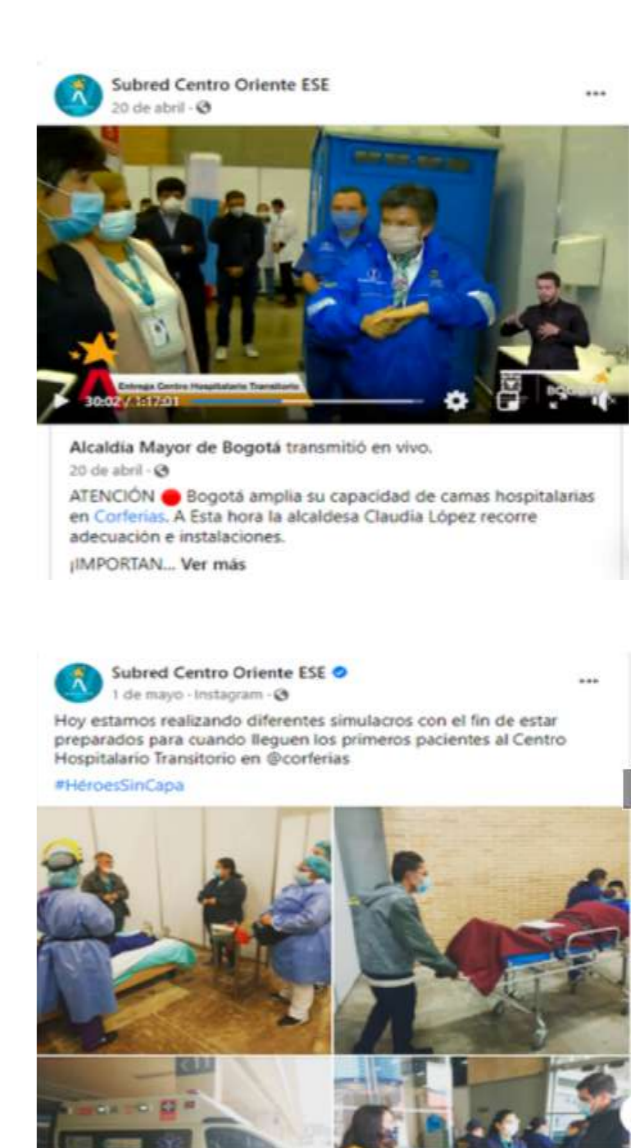 Subred Centro Oriente ESE
20 de abril ·
Entrega Centro Hospitalario Transitorio
30:02 / 1:17:01
Alcaldía Mayor de Bogotá transmitió en vivo.
20 de abril ·
ATENCIÓN 🔴 Bogotá amplia su capacidad de camas hospitalarias
en Corferias. A Esta hora la alcaldesa Claudia López recorre
adecuación e instalaciones.
¡IMPORTAN... Ver más
Subred Centro Oriente ESE
1 de mayo · Instagram ·
Hoy estamos realizando diferentes simulacros con el fin de estar
preparados para cuando lleguen los primeros pacientes al Centro
Hospitalario Transitorio en @corferias
#HéroesSinCapa